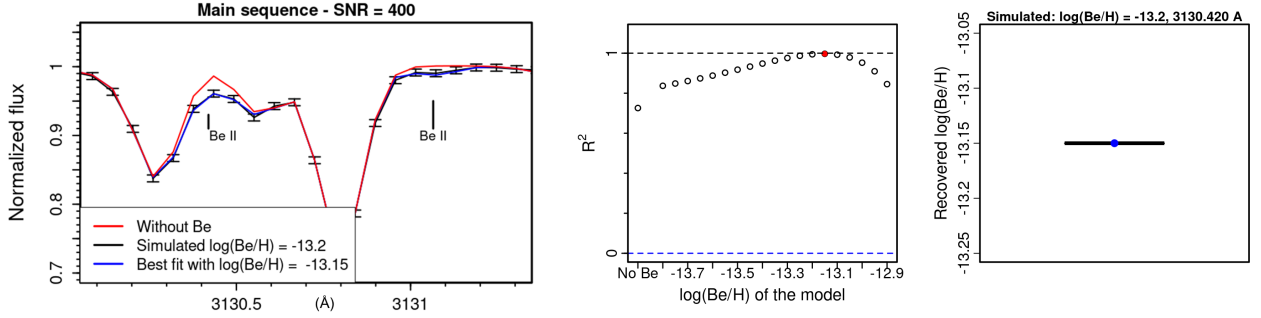 Main sequence - SNR = 400
Normalized flux
1
0.9
0.8
0.7
Be II
Be II
Without Be
Simulated log(Be/H) = -13.2
Best fit with log(Be/H) = -13.15
3130.5
(Å)
3131
R2
1
0
No Be
-13.7
-13.5
-13.3
-13.1
-12.9
log(Be/H) of the model
Simulated: log(Be/H) = -13.2, 3130.420 A
Recovered log(Be/H)
-13.05
-13.1
-13.15
-13.2
-13.25